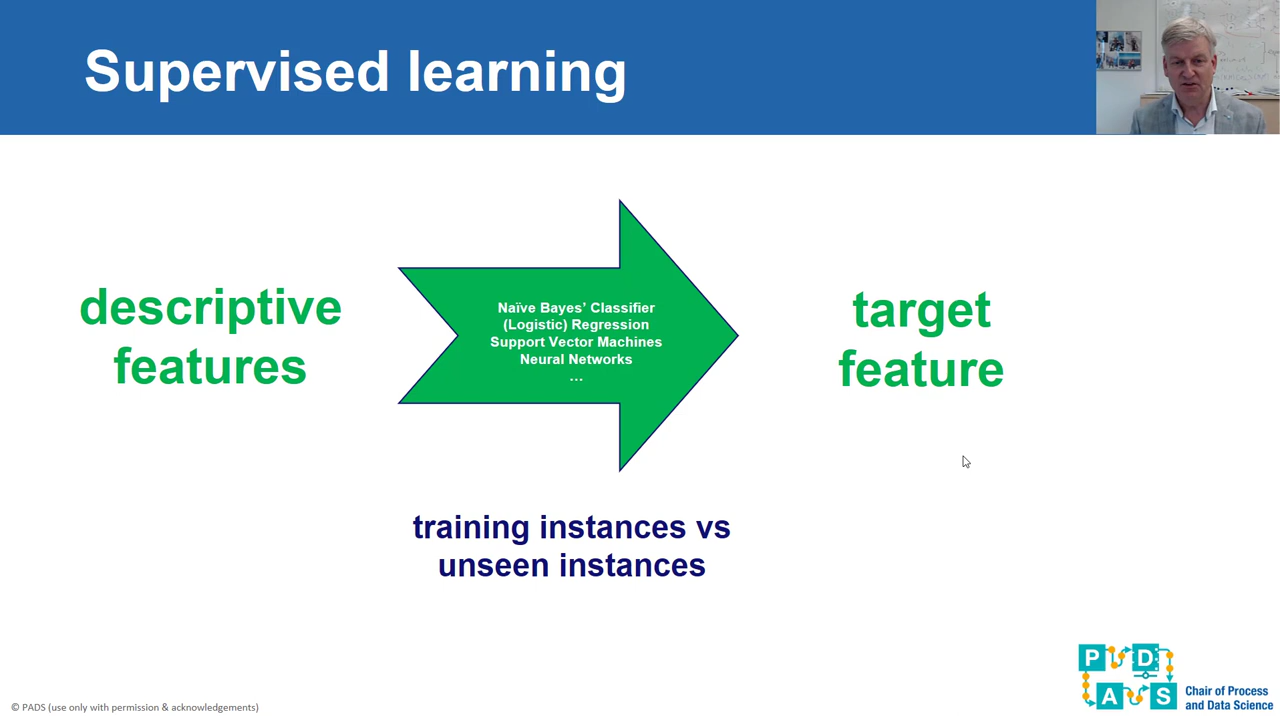 Supervised learning
descriptive
features
Naïve Bayes’ Classifier
(Logistic) Regression
Support Vector Machines
Neural Networks
...
target
feature
training instances vs
unseen instances
P D
A S
Chair of Process
and Data Science
© PADS (use only with permission & acknowledgements)